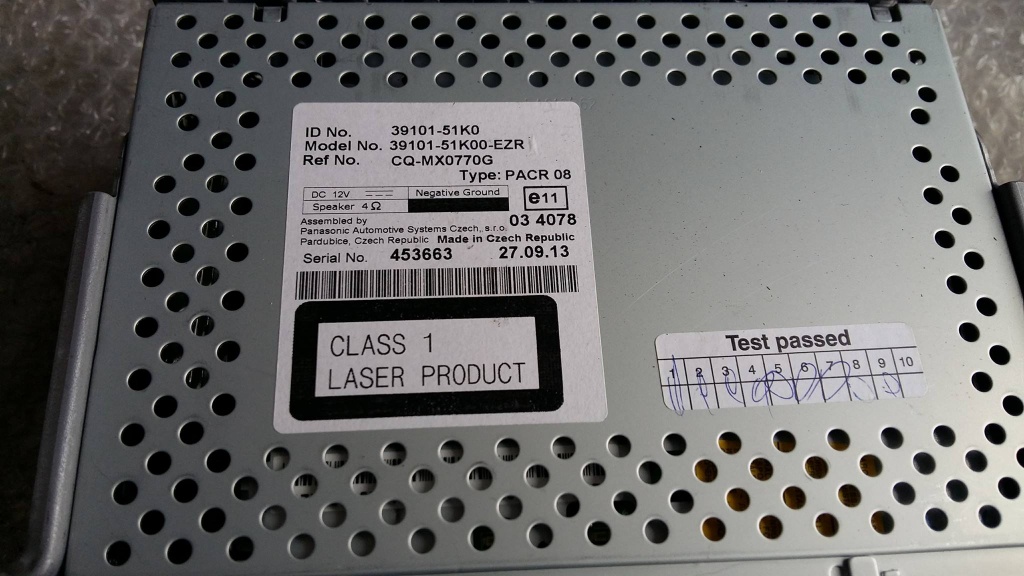 ID No. 39101-51K0
Model No. 39101-51K00-EZR
Ref No. CQ-MX0770G
Type: PACR 08
DC 12V Negative Ground
Speaker 4Ω
e11
03 4078
Assembled by
Panasonic Automotive Systems Czech, s.r.o.
Pardubice, Czech Republic Made in Czech Republic
Serial No. 453663 27.09.13
CLASS 1
LASER PRODUCT
Test passed
1 2 3 4 5 6 7 8 9 10